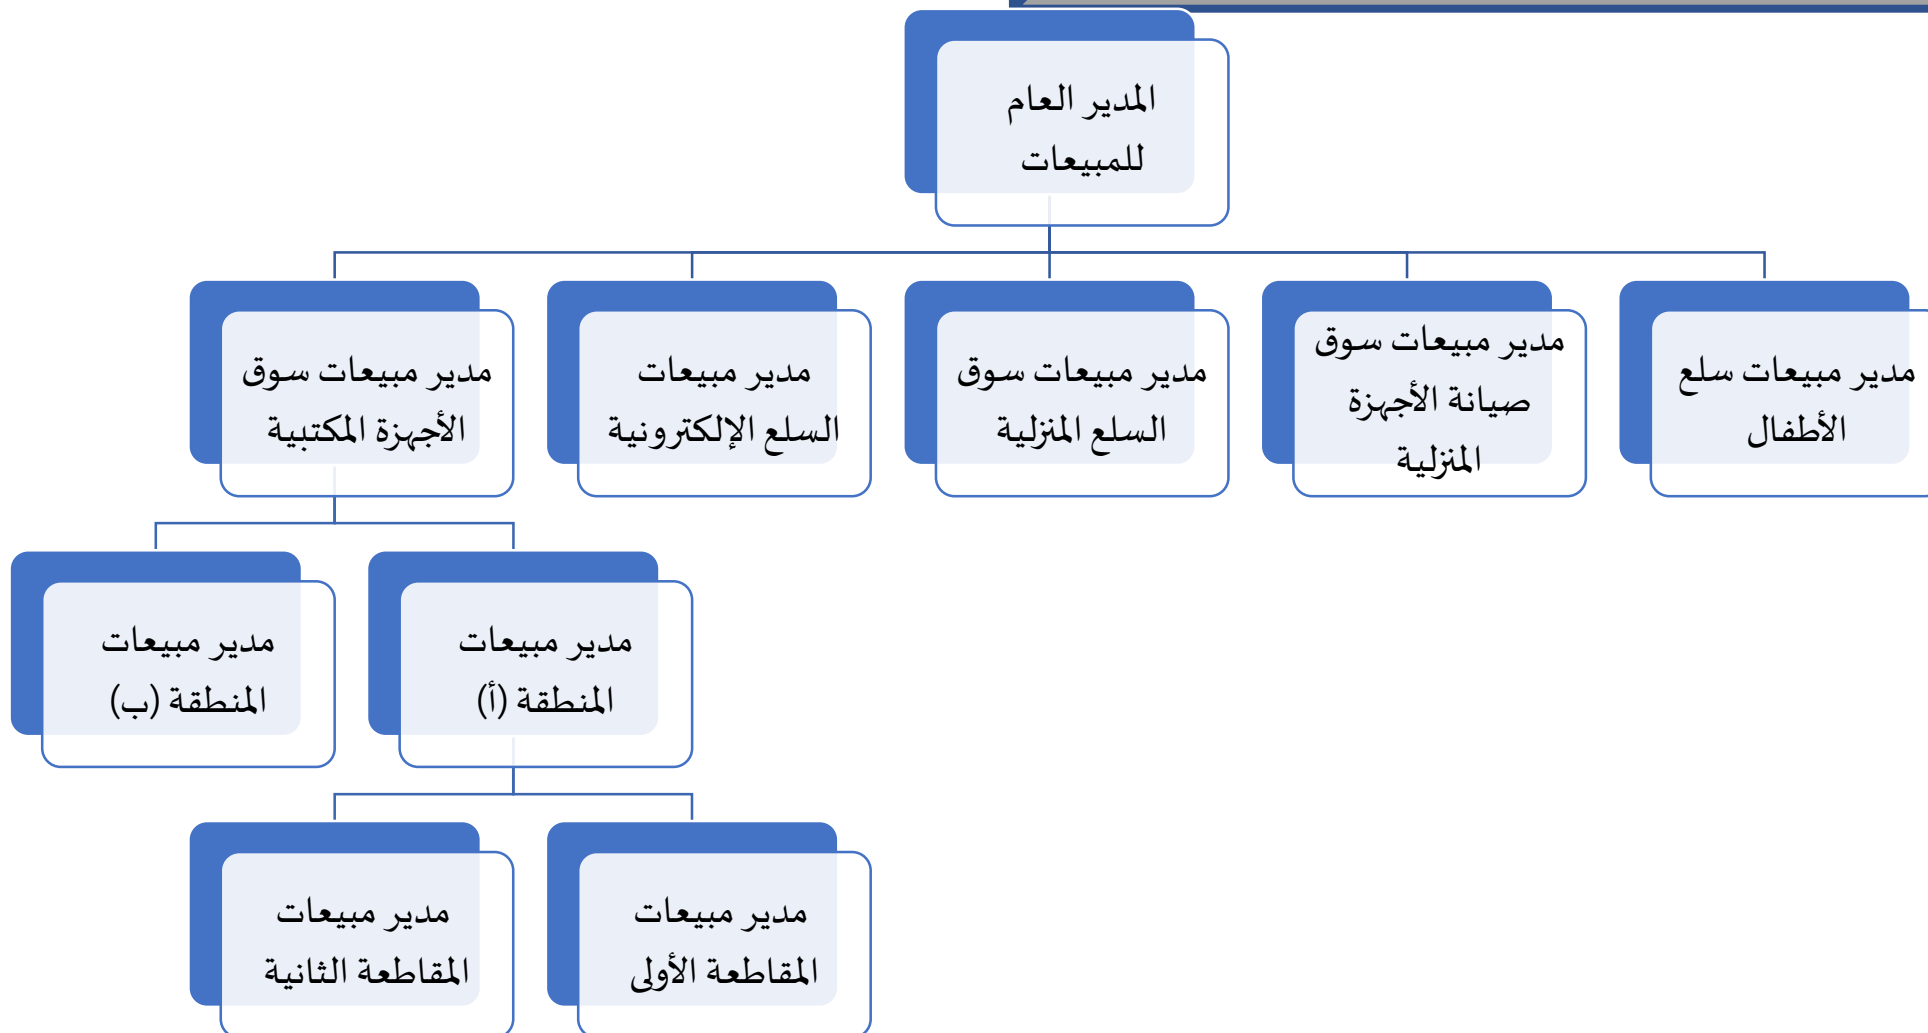 المدير العام
للمبيعات
مدير مبيعات سلع
الأطفال
مدير مبيعات سوق
صيانة الأجهزة
المنزلية
مدير مبيعات سوق
السلع المنزلية
مدير مبيعات
السلع الإلكترونية
مدير مبيعات سوق
الأجهزة المكتبية
مدير مبيعات
المنطقة (أ)
مدير مبيعات
المنطقة (ب)
مدير مبيعات
المقاطعة الأولى
مدير مبيعات
المقاطعة الثانية